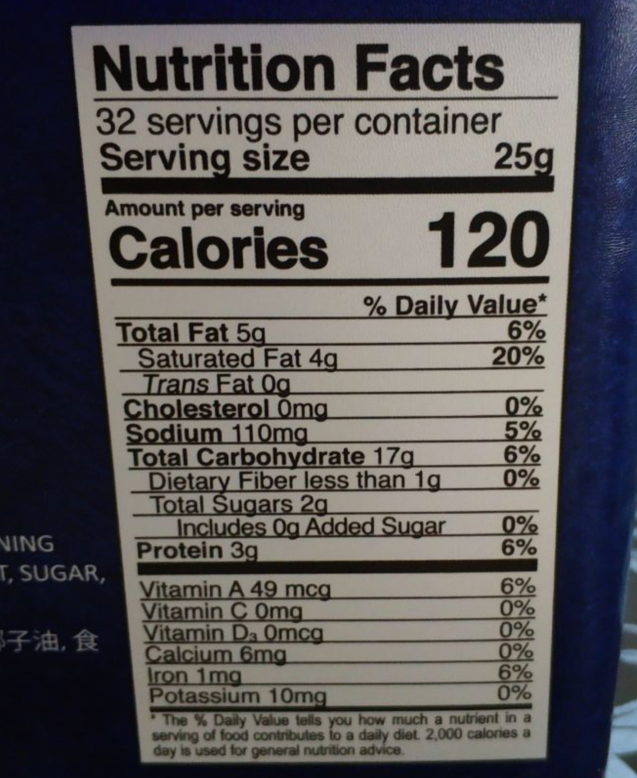 Nutrition Facts
32 servings per container
Serving size 25g
Amount per serving
Calories 120
% Daily Value*
Total Fat 5g 6%
Saturated Fat 4g 20%
Trans Fat 0g
Cholesterol 0mg 0%
Sodium 110mg 5%
Total Carbohydrate 17g 6%
Dietary Fiber less than 1g 0%
Total Sugars 2g
Includes 0g Added Sugar 0%
Protein 3g 6%
Vitamin A 49 mcg 6%
Vitamin C 0mg 0%
Vitamin D₃ 0mcg 0%
Calcium 6mg 0%
Iron 1mg 6%
Potassium 10mg 0%
* The % Daily Value tells you how much a nutrient in a
serving of food contributes to a daily diet. 2,000 calories a
day is used for general nutrition advice.
NING
T, SUGAR,
子油, 食